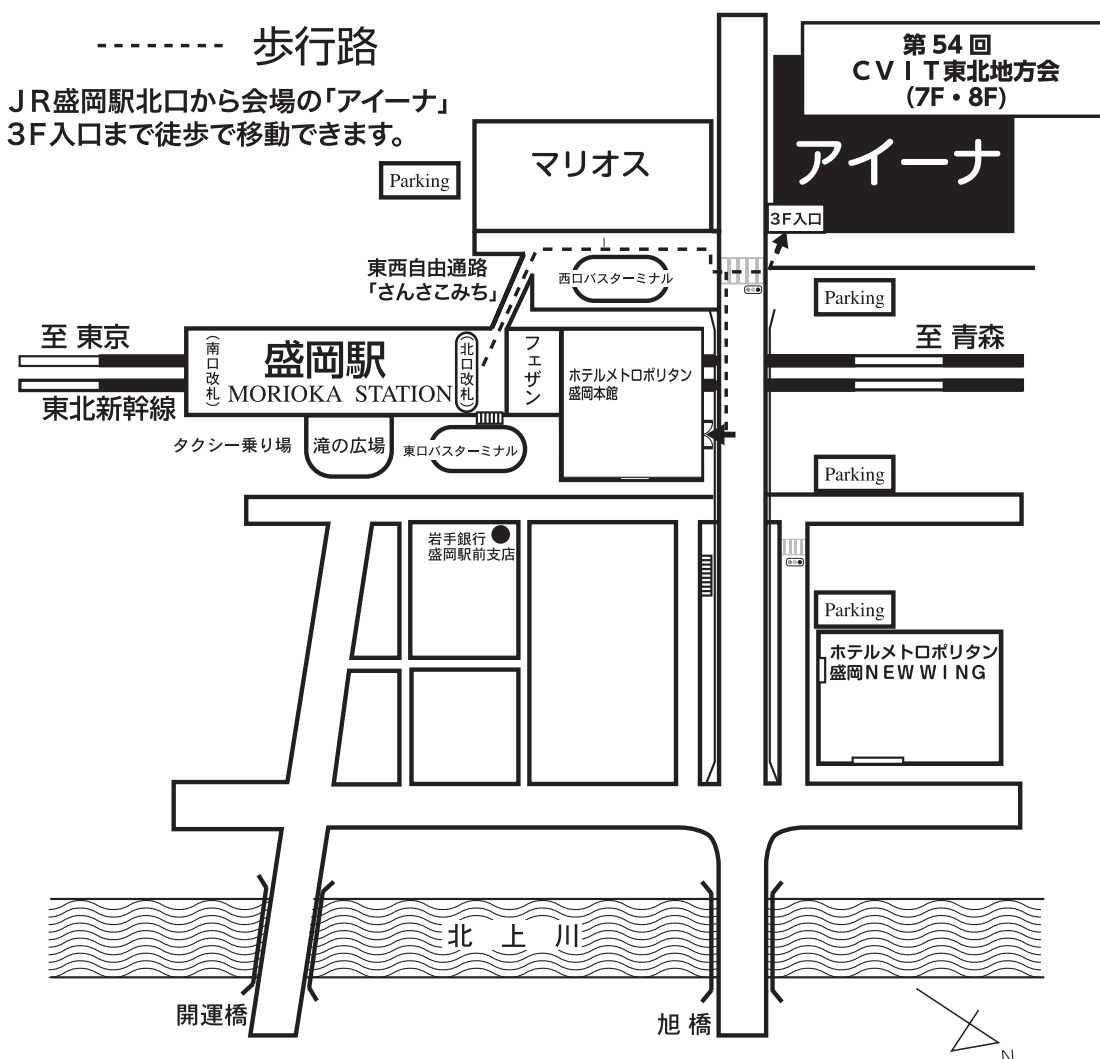 歩行路
JR盛岡駅北口から会場の「アイーナ」
3F入口まで徒歩で移動できます。
第54回
CVIT東北地方会
(7F・8F)
アイーナ
3F入口
マリオス
Parking
東西自由通路
「さんさこみち」
西口バスターミナル
Parking
至 東京
至 青森
(南口改札)
盛岡駅
MORIOKA STATION
(北口改札)
フェザン
ホテルメトロポリタン
盛岡本館
東北新幹線
タクシー乗り場
滝の広場
東口バスターミナル
Parking
岩手銀行
盛岡駅前支店
Parking
ホテルメトロポリタン
盛岡NEW WING
北上川
開運橋
旭橋
N